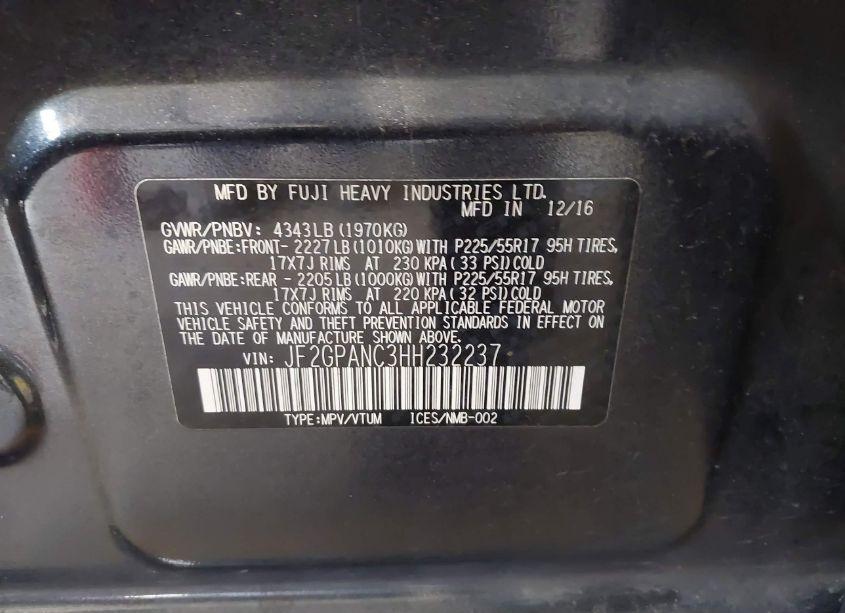 MFD BY FUJI HEAVY INDUSTRIES LTD.
MFD IN 12/16
GVWR/PNBV: 4343LB(1970KG)
GAWR/PNBE:FRONT- 2227LB(1010KG)WITH P225/55R17 95H TIRES,
17X7J RIMS AT 230 KPA( 33 PSI)COLD
GAWR/PNBE:REAR - 2205LB(1000KG)WITH P225/55R17 95H TIRES,
17X7J RIMS AT 220 KPA( 32 PSI)COLD
THIS VEHICLE CONFORMS TO ALL APPLICABLE FEDERAL MOTOR
VEHICLE SAFETY AND THEFT PREVENTION STANDARDS IN EFFECT ON
THE DATE OF MANUFACTURE SHOWN ABOVE.
VIN: JF2GPANC3HH232237
TYPE:MPV/VTUM ICES/NMB-002